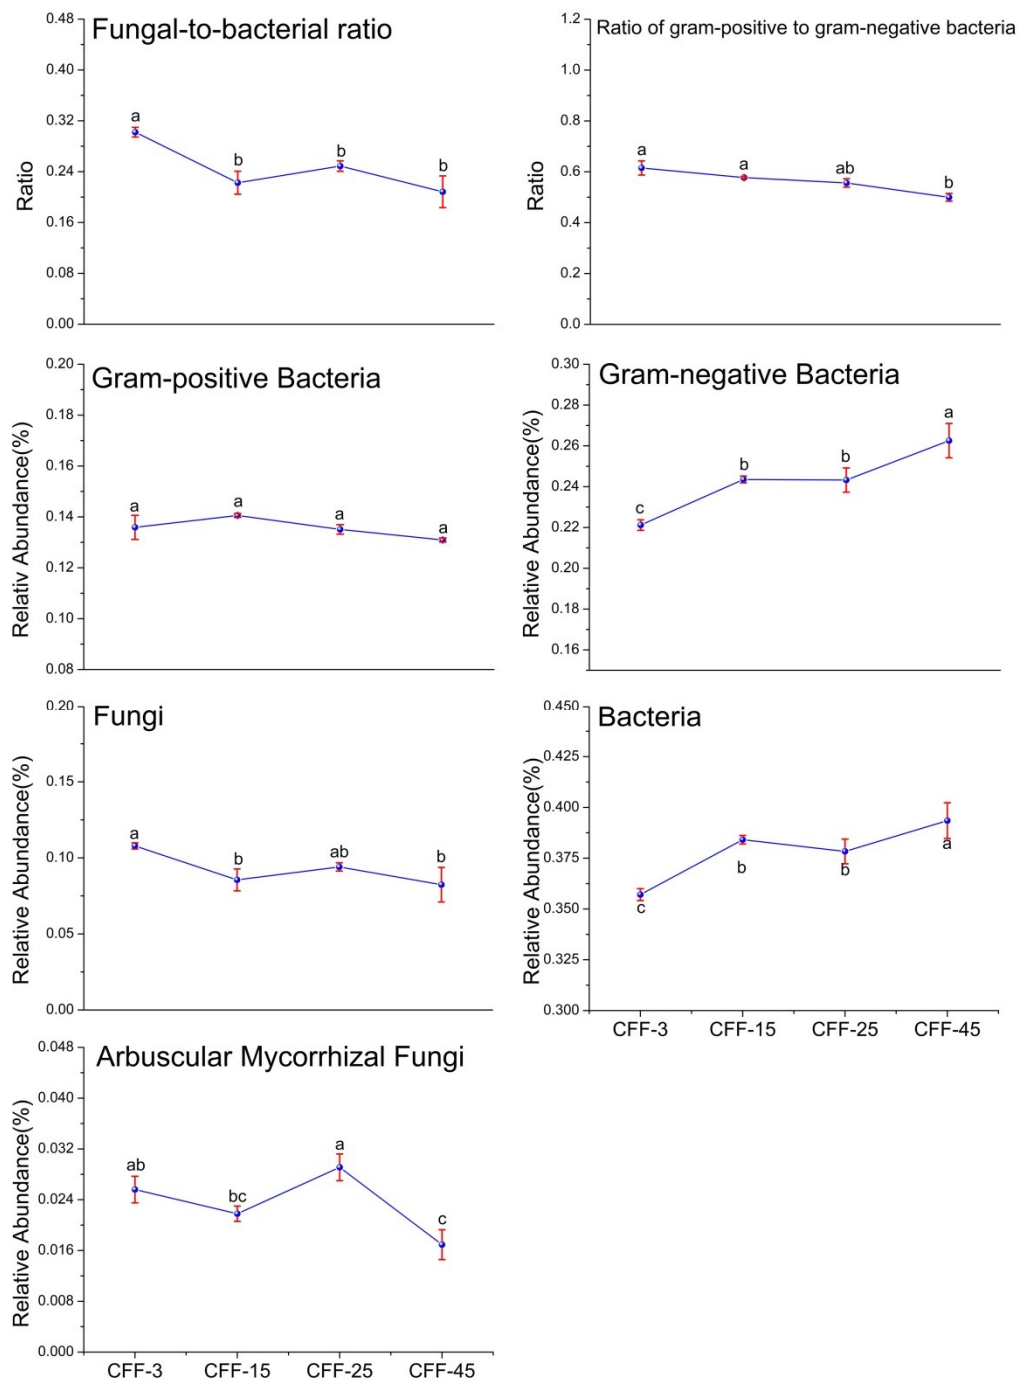 Fungal-to-bacterial ratio
0.48
0.40
0.32
0.24
0.16
0.08
0.00
Ratio
a
b
b
b
Ratio of gram-positive to gram-negative bacteria
1.2
1.0
0.8
0.6
0.4
0.2
0.0
Ratio
a
a
ab
b
Gram-positive Bacteria
0.20
0.18
0.16
0.14
0.12
0.10
0.08
Relativ Abundance(%)
a
a
a
a
Gram-negative Bacteria
0.30
0.28
0.26
0.24
0.22
0.20
0.18
0.16
Relative Abundance(%)
c
b
b
a
Fungi
0.20
0.15
0.10
0.05
0.00
Relative Abundance(%)
a
b
ab
b
Bacteria
0.450
0.425
0.400
0.375
0.350
0.325
0.300
Relative Abundance(%)
c
b
b
a
CFF-3 CFF-15 CFF-25 CFF-45
Arbuscular Mycorrhizal Fungi
0.048
0.040
0.032
0.024
0.016
0.008
0.000
Relative Abundance(%)
ab
bc
a
c
CFF-3 CFF-15 CFF-25 CFF-45